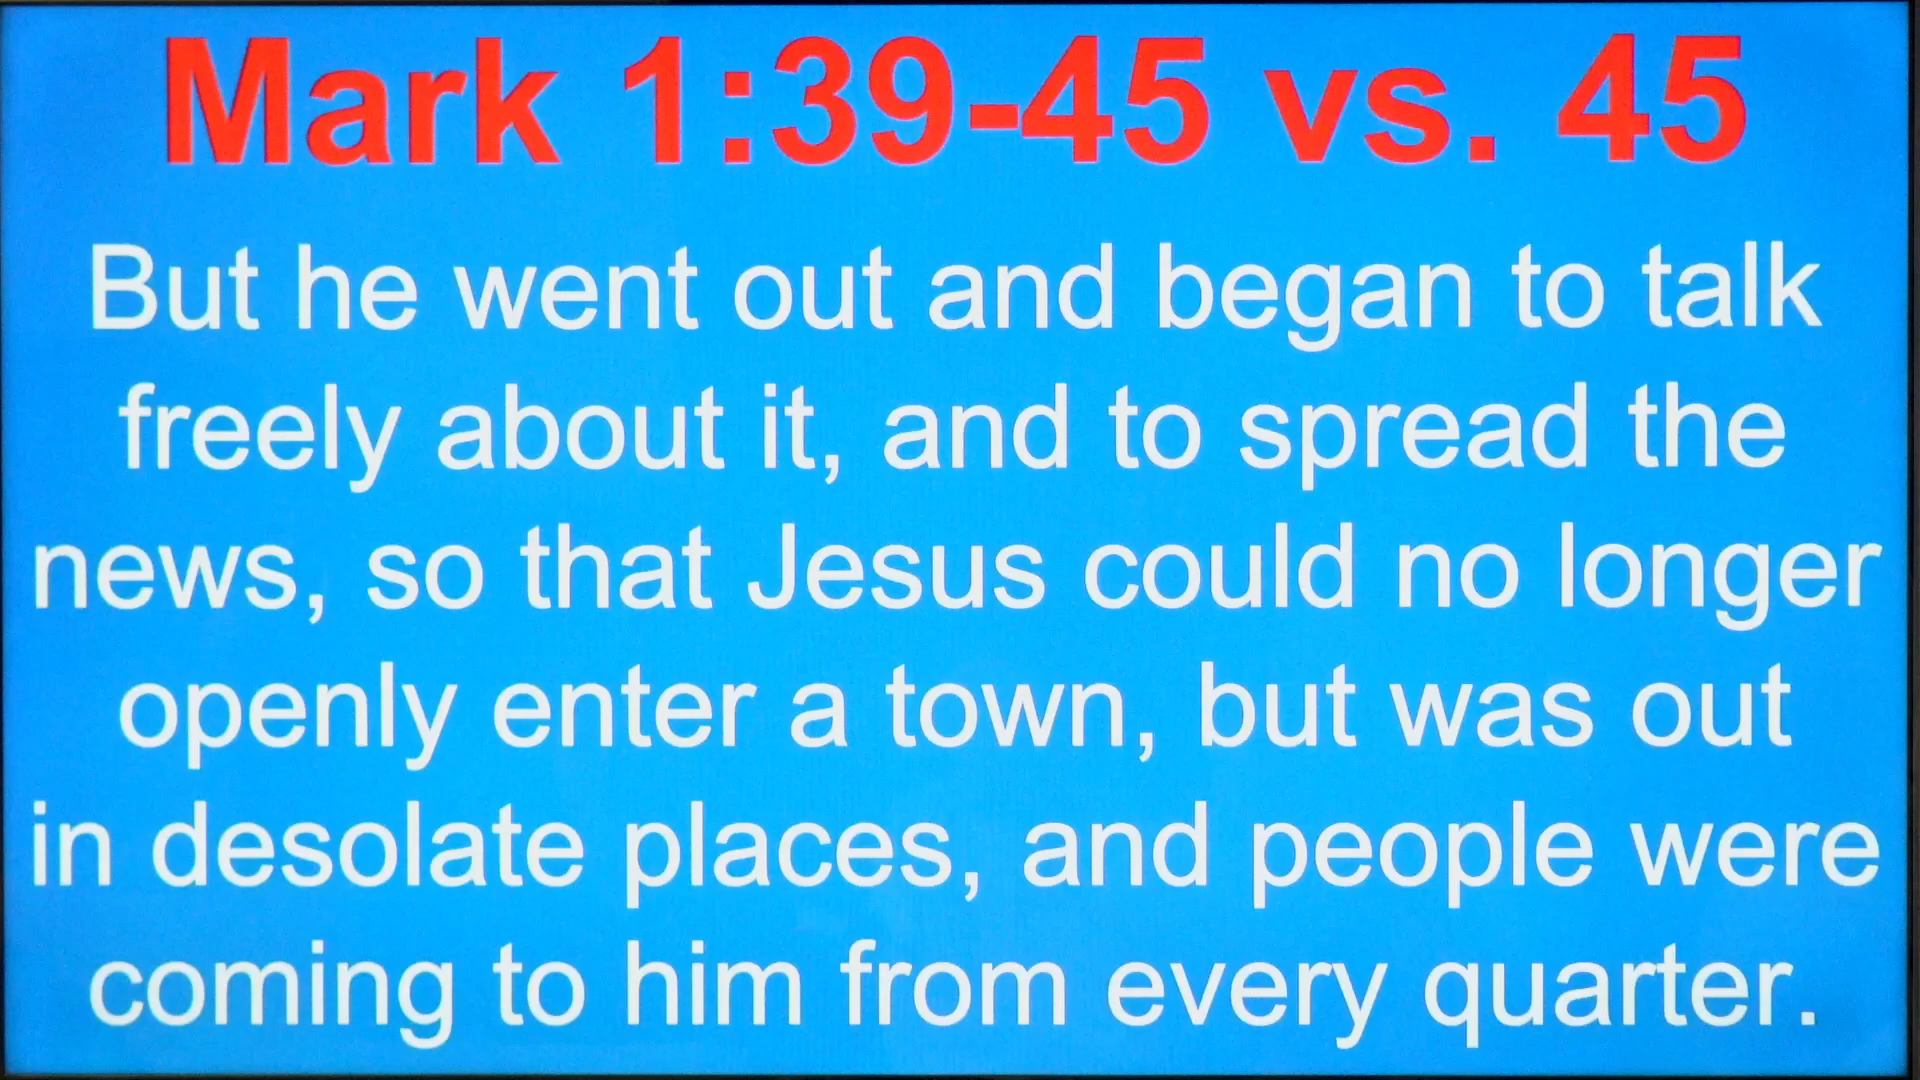 Mark 1:39-45 vs. 45
But he went out and began to talk
freely about it, and to spread the
news, so that Jesus could no longer
openly enter a town, but was out
in desolate places, and people were
coming to him from every quarter.